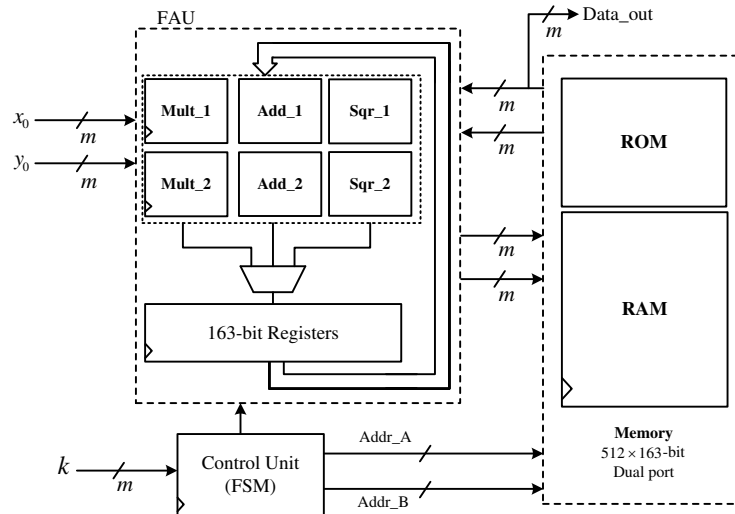 m
Data_out
FAU
Mult_1
Add_1
Sqr_1
Mult_2
Add_2
Sqr_2
x₀
m
y₀
m
m
m
m
m
ROM
RAM
163-bit Registers
Memory
512 × 163-bit
Dual port
k
m
Control Unit
(FSM)
Addr_A
Addr_B